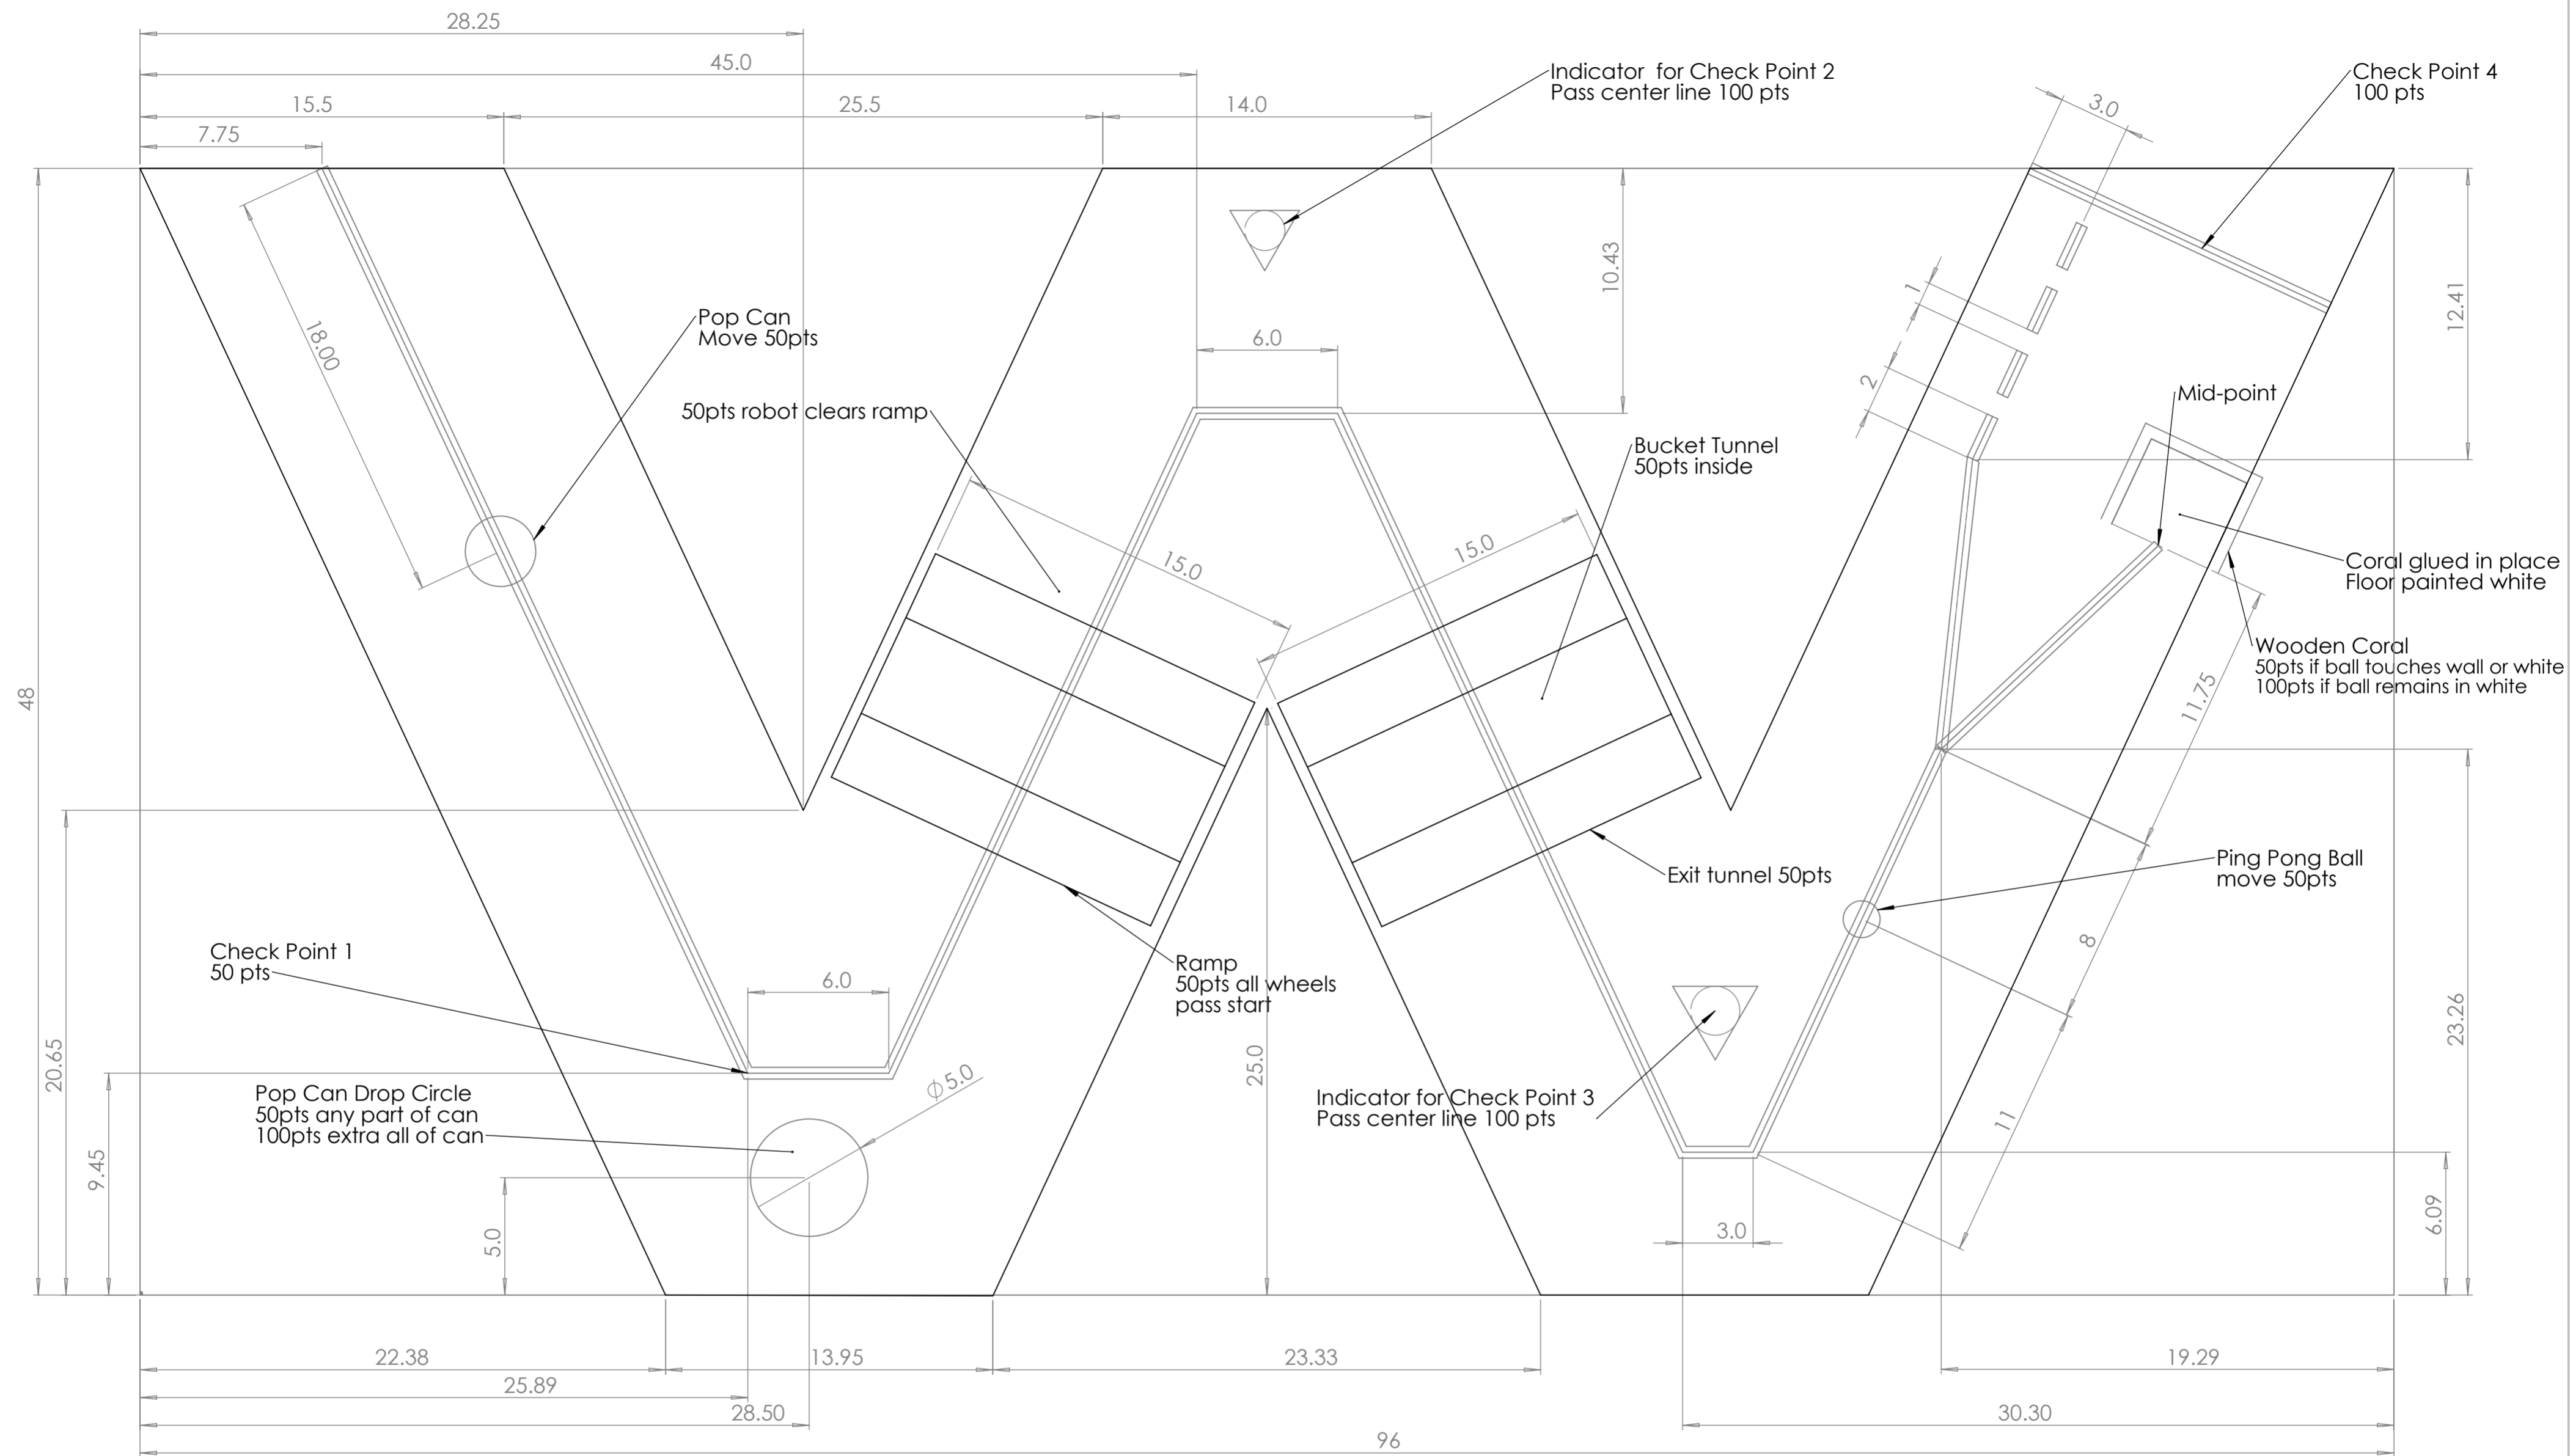 28.25
45.0
15.5
25.5
14.0
7.75
Indicator  for Check Point 2
Pass center line 100 pts
Check Point 4
100 pts
3.0
18.00
Pop Can
Move 50pts
50pts robot clears ramp
6.0
10.43
12.41
1
2
Mid-point
Bucket Tunnel
50pts inside
15.0
15.0
Coral glued in place
Floor painted white
Wooden Coral
50pts if ball touches wall or white
100pts if ball remains in white
11.75
48
Exit tunnel 50pts
Ping Pong Ball
move 50pts
8
Check Point 1
50 pts
6.0
Ramp
50pts all wheels
pass start
20.65
25.0
23.26
Pop Can Drop Circle
50pts any part of can
100pts extra all of can
∅5.0
Indicator for Check Point 3
Pass center line 100 pts
11
9.45
5.0
3.0
6.09
22.38
13.95
23.33
19.29
25.89
28.50
30.30
96